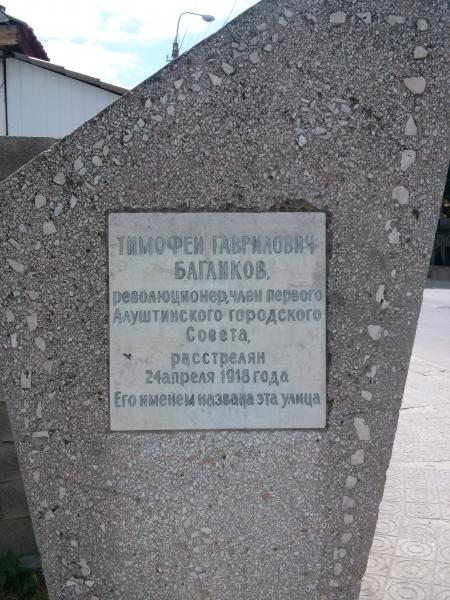 ТИМОФЕЙ ГАВРИЛОВИЧ
БАГЛИКОВ,
революционер, член первого
Алуштинского городского
Совета,
расстрелян
24 апреля 1918 года
Его именем названа эта улица